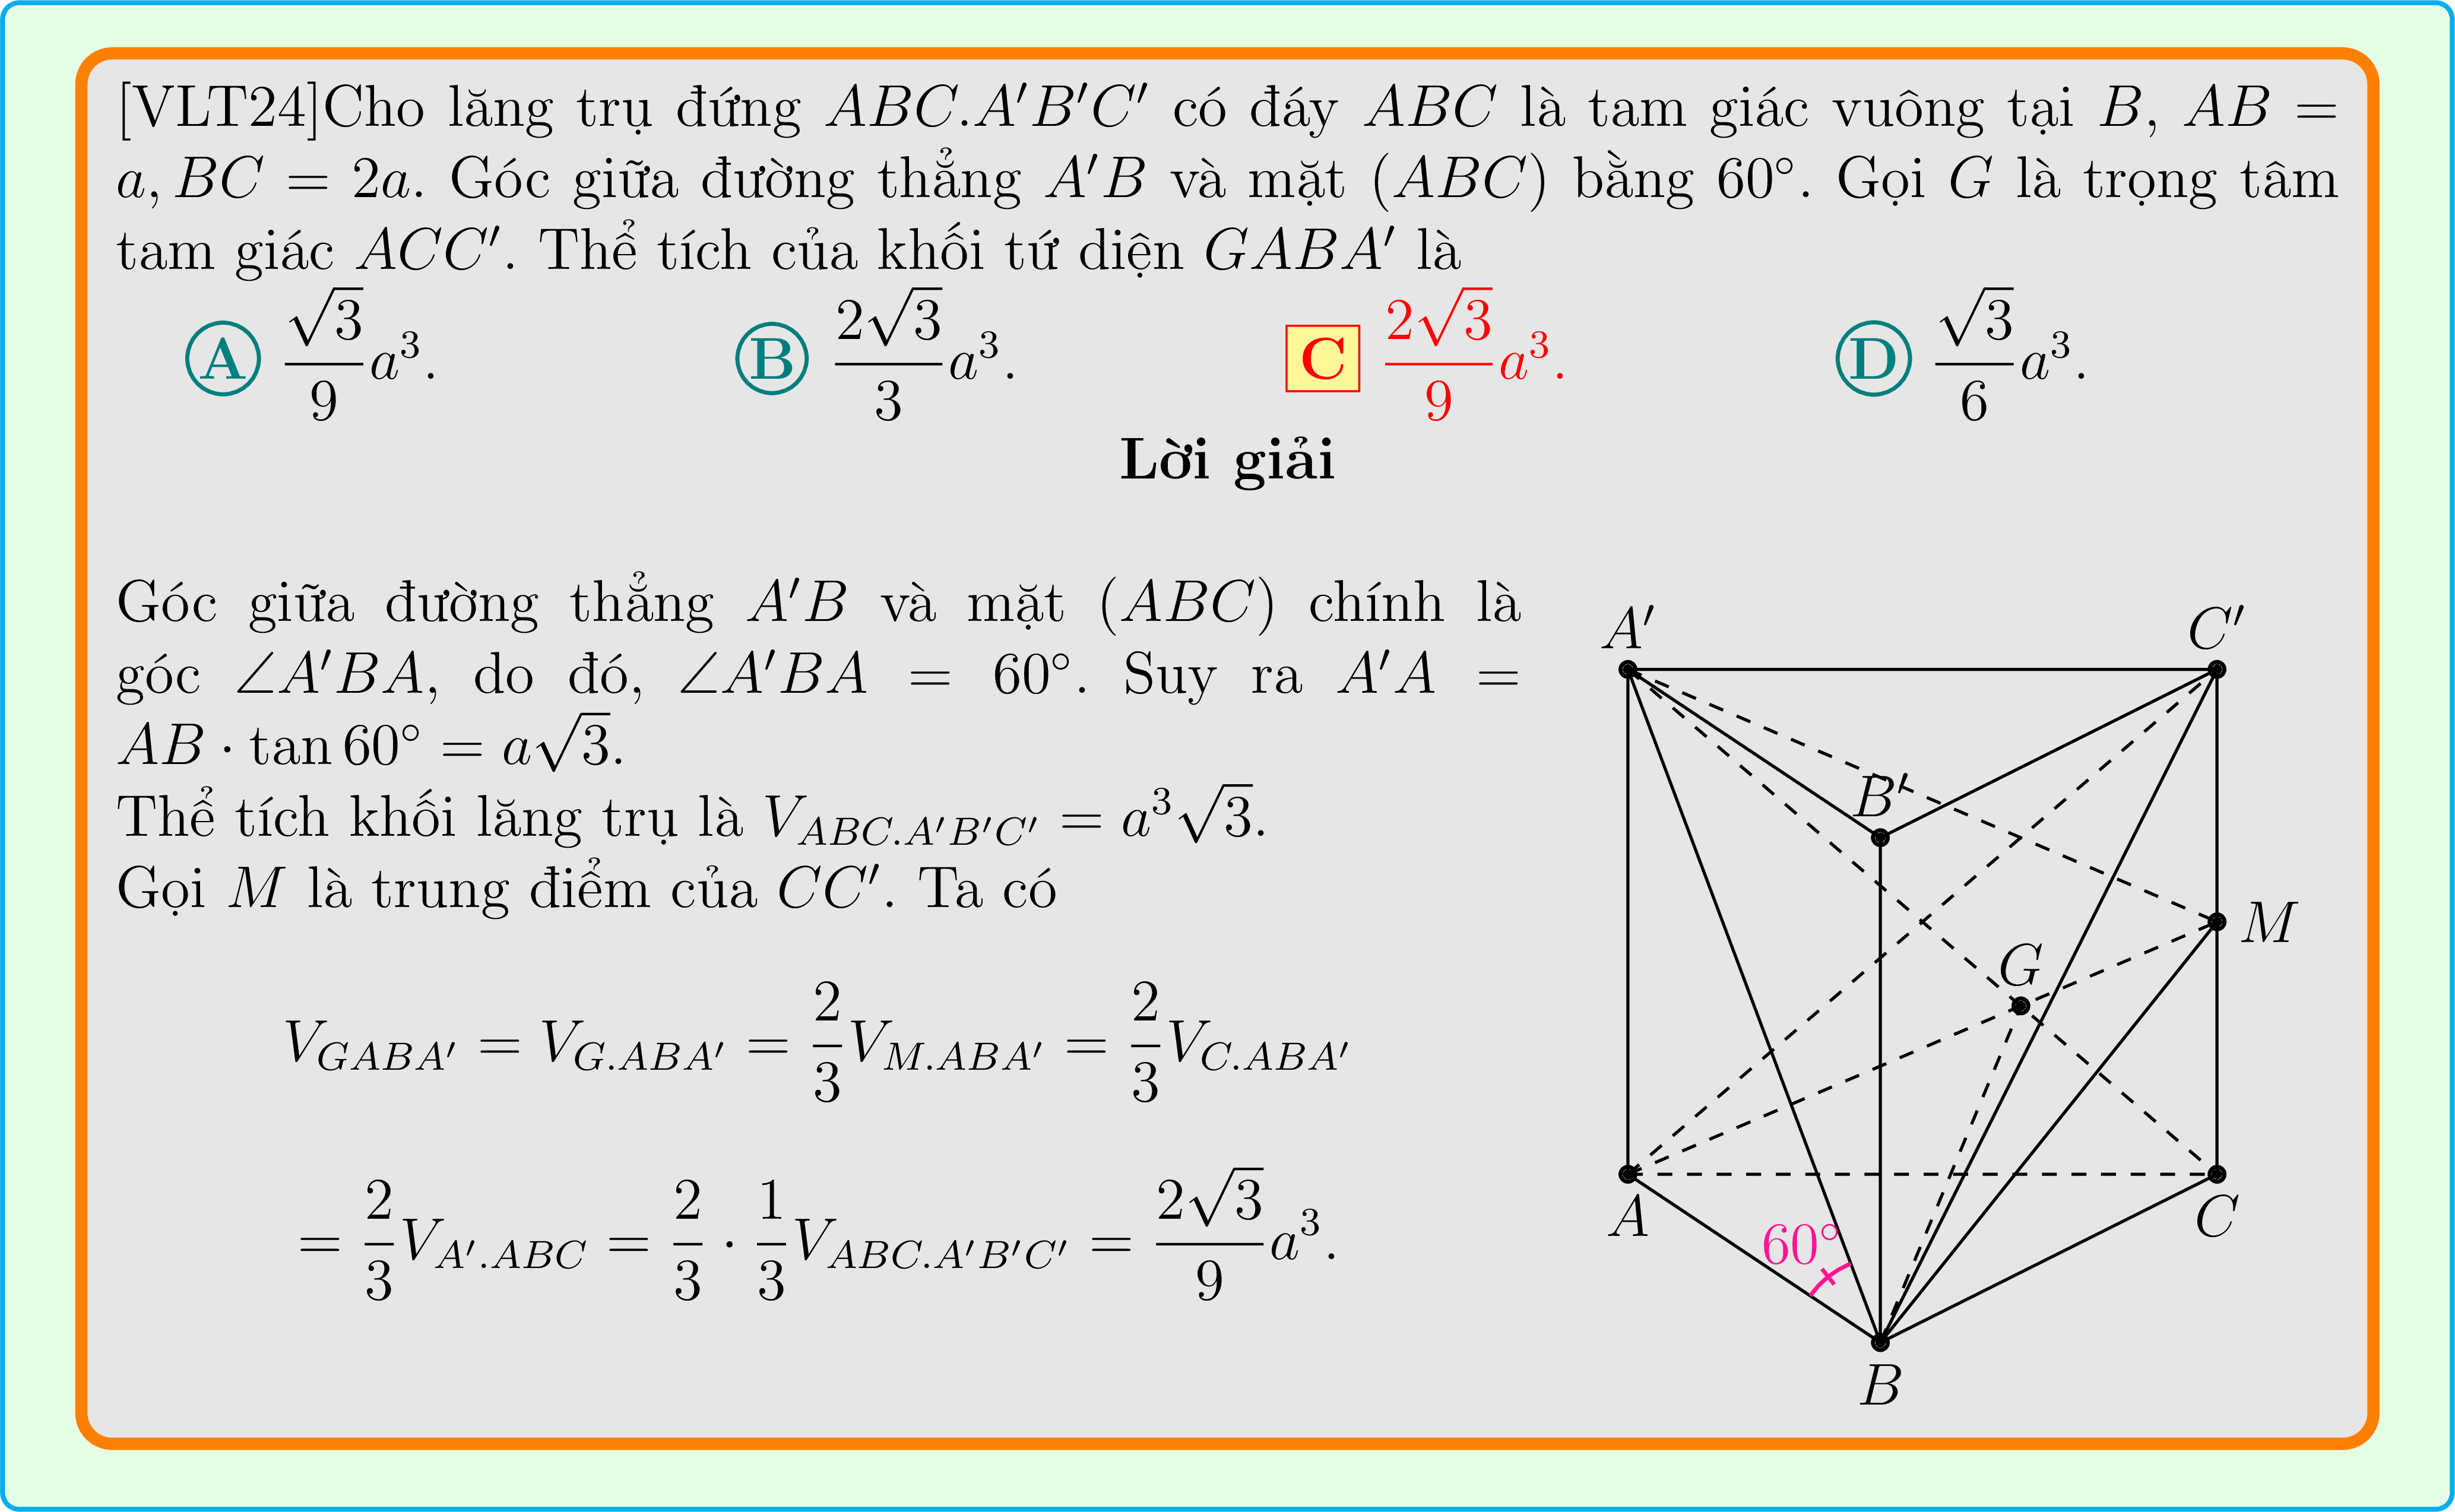 [VLT24]Cho lăng trụ đứng ABC.A′B′C′ có đáy ABC là tam giác vuông tại B, AB =
a, BC = 2a. Góc giữa đường thẳng A′B và mặt (ABC) bằng 60°. Gọi G là trọng tâm
tam giác ACC′. Thể tích của khối tứ diện GABA′ là
A \frac{\sqrt{3}}{9}a^3. B \frac{2\sqrt{3}}{3}a^3. C \frac{2\sqrt{3}}{9}a^3. D \frac{\sqrt{3}}{6}a^3.
Lời giải
Góc giữa đường thẳng A′B và mặt (ABC) chính là
góc ∠A′BA, do đó, ∠A′BA = 60°. Suy ra A′A =
AB · tan 60° = a\sqrt{3}.
Thể tích khối lăng trụ là V_{ABC.A′B′C′} = a^3\sqrt{3}.
Gọi M là trung điểm của CC′. Ta có
V_{GABA′} = V_{G.ABA′} = \frac{2}{3}V_{M.ABA′} = \frac{2}{3}V_{C.ABA′}
= \frac{2}{3}V_{A′.ABC} = \frac{2}{3} · \frac{1}{3}V_{ABC.A′B′C′} = \frac{2\sqrt{3}}{9}a^3.
A′
C′
B′
M
G
A
C
60°
B